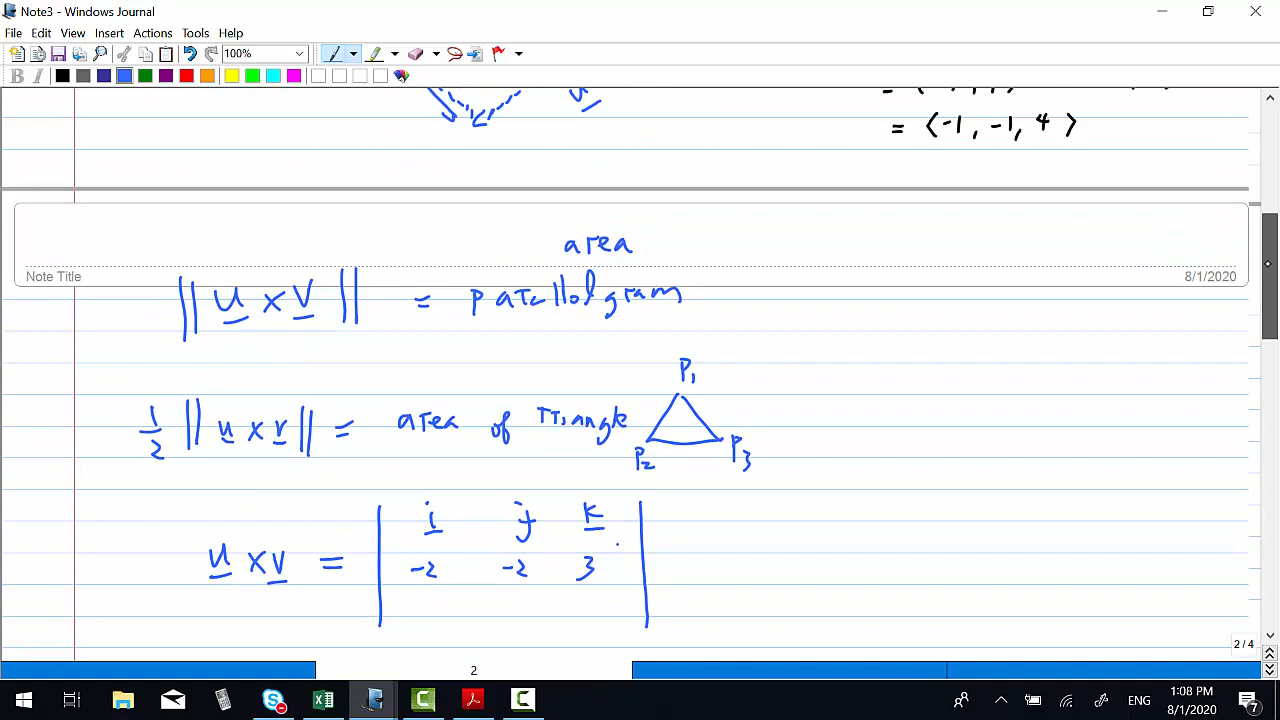 Note3 - Windows Journal
File Edit View Insert Actions Tools Help
100%
B I
= ⟨-1, -1, 4⟩
area
Note Title
8/1/2020
||u × v|| = parallologram
P1
1/2 ||u × v|| = area of triangle
P2 P3
i j k
u × v = -2 -2 3
2 / 4
2
ENG
1:08 PM
8/1/2020
7